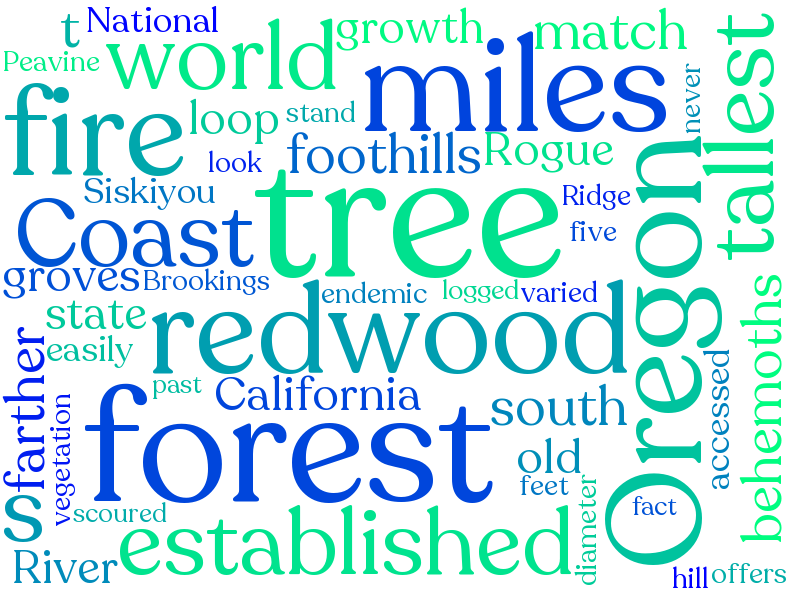 t National growth match tallest
Peavine world miles never
fire loop stand
look foothills Rogue
Siskiyou tree Ridge Oregon
Coast five
groves Brookings endemic logged varied behemoths
state redwood
easily
farther past California south accessed
vegetation forest old
s scoured feet diameter fact
River established hill offers